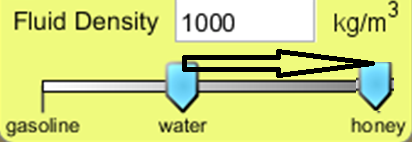 Fluid Density 1000 kg/m³
gasoline water honey